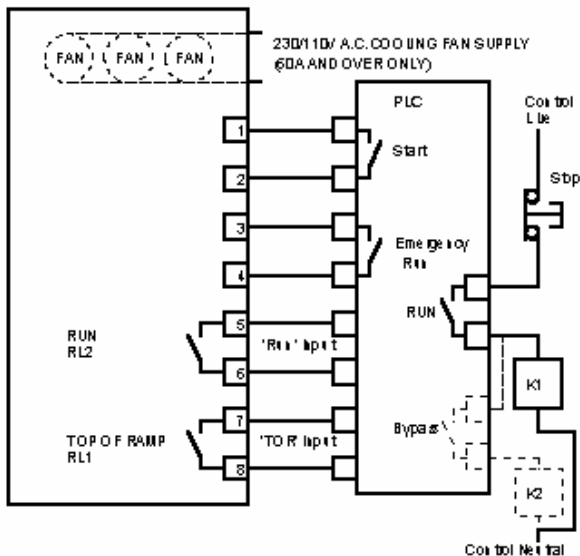 FAN FAN FAN
230/110/ A.C. COOLING FAN SUPPLY
(60A AND OVER ONLY)
PLC
Control
Live
Stop
1
Start
2
3
Emergency
Run
4
RUN
5
'Run' Input
RUN
RL2
6
K1
7
'TOR' Input
Bypass
TOP OF RAMP
RL1
8
K2
Control Neutral